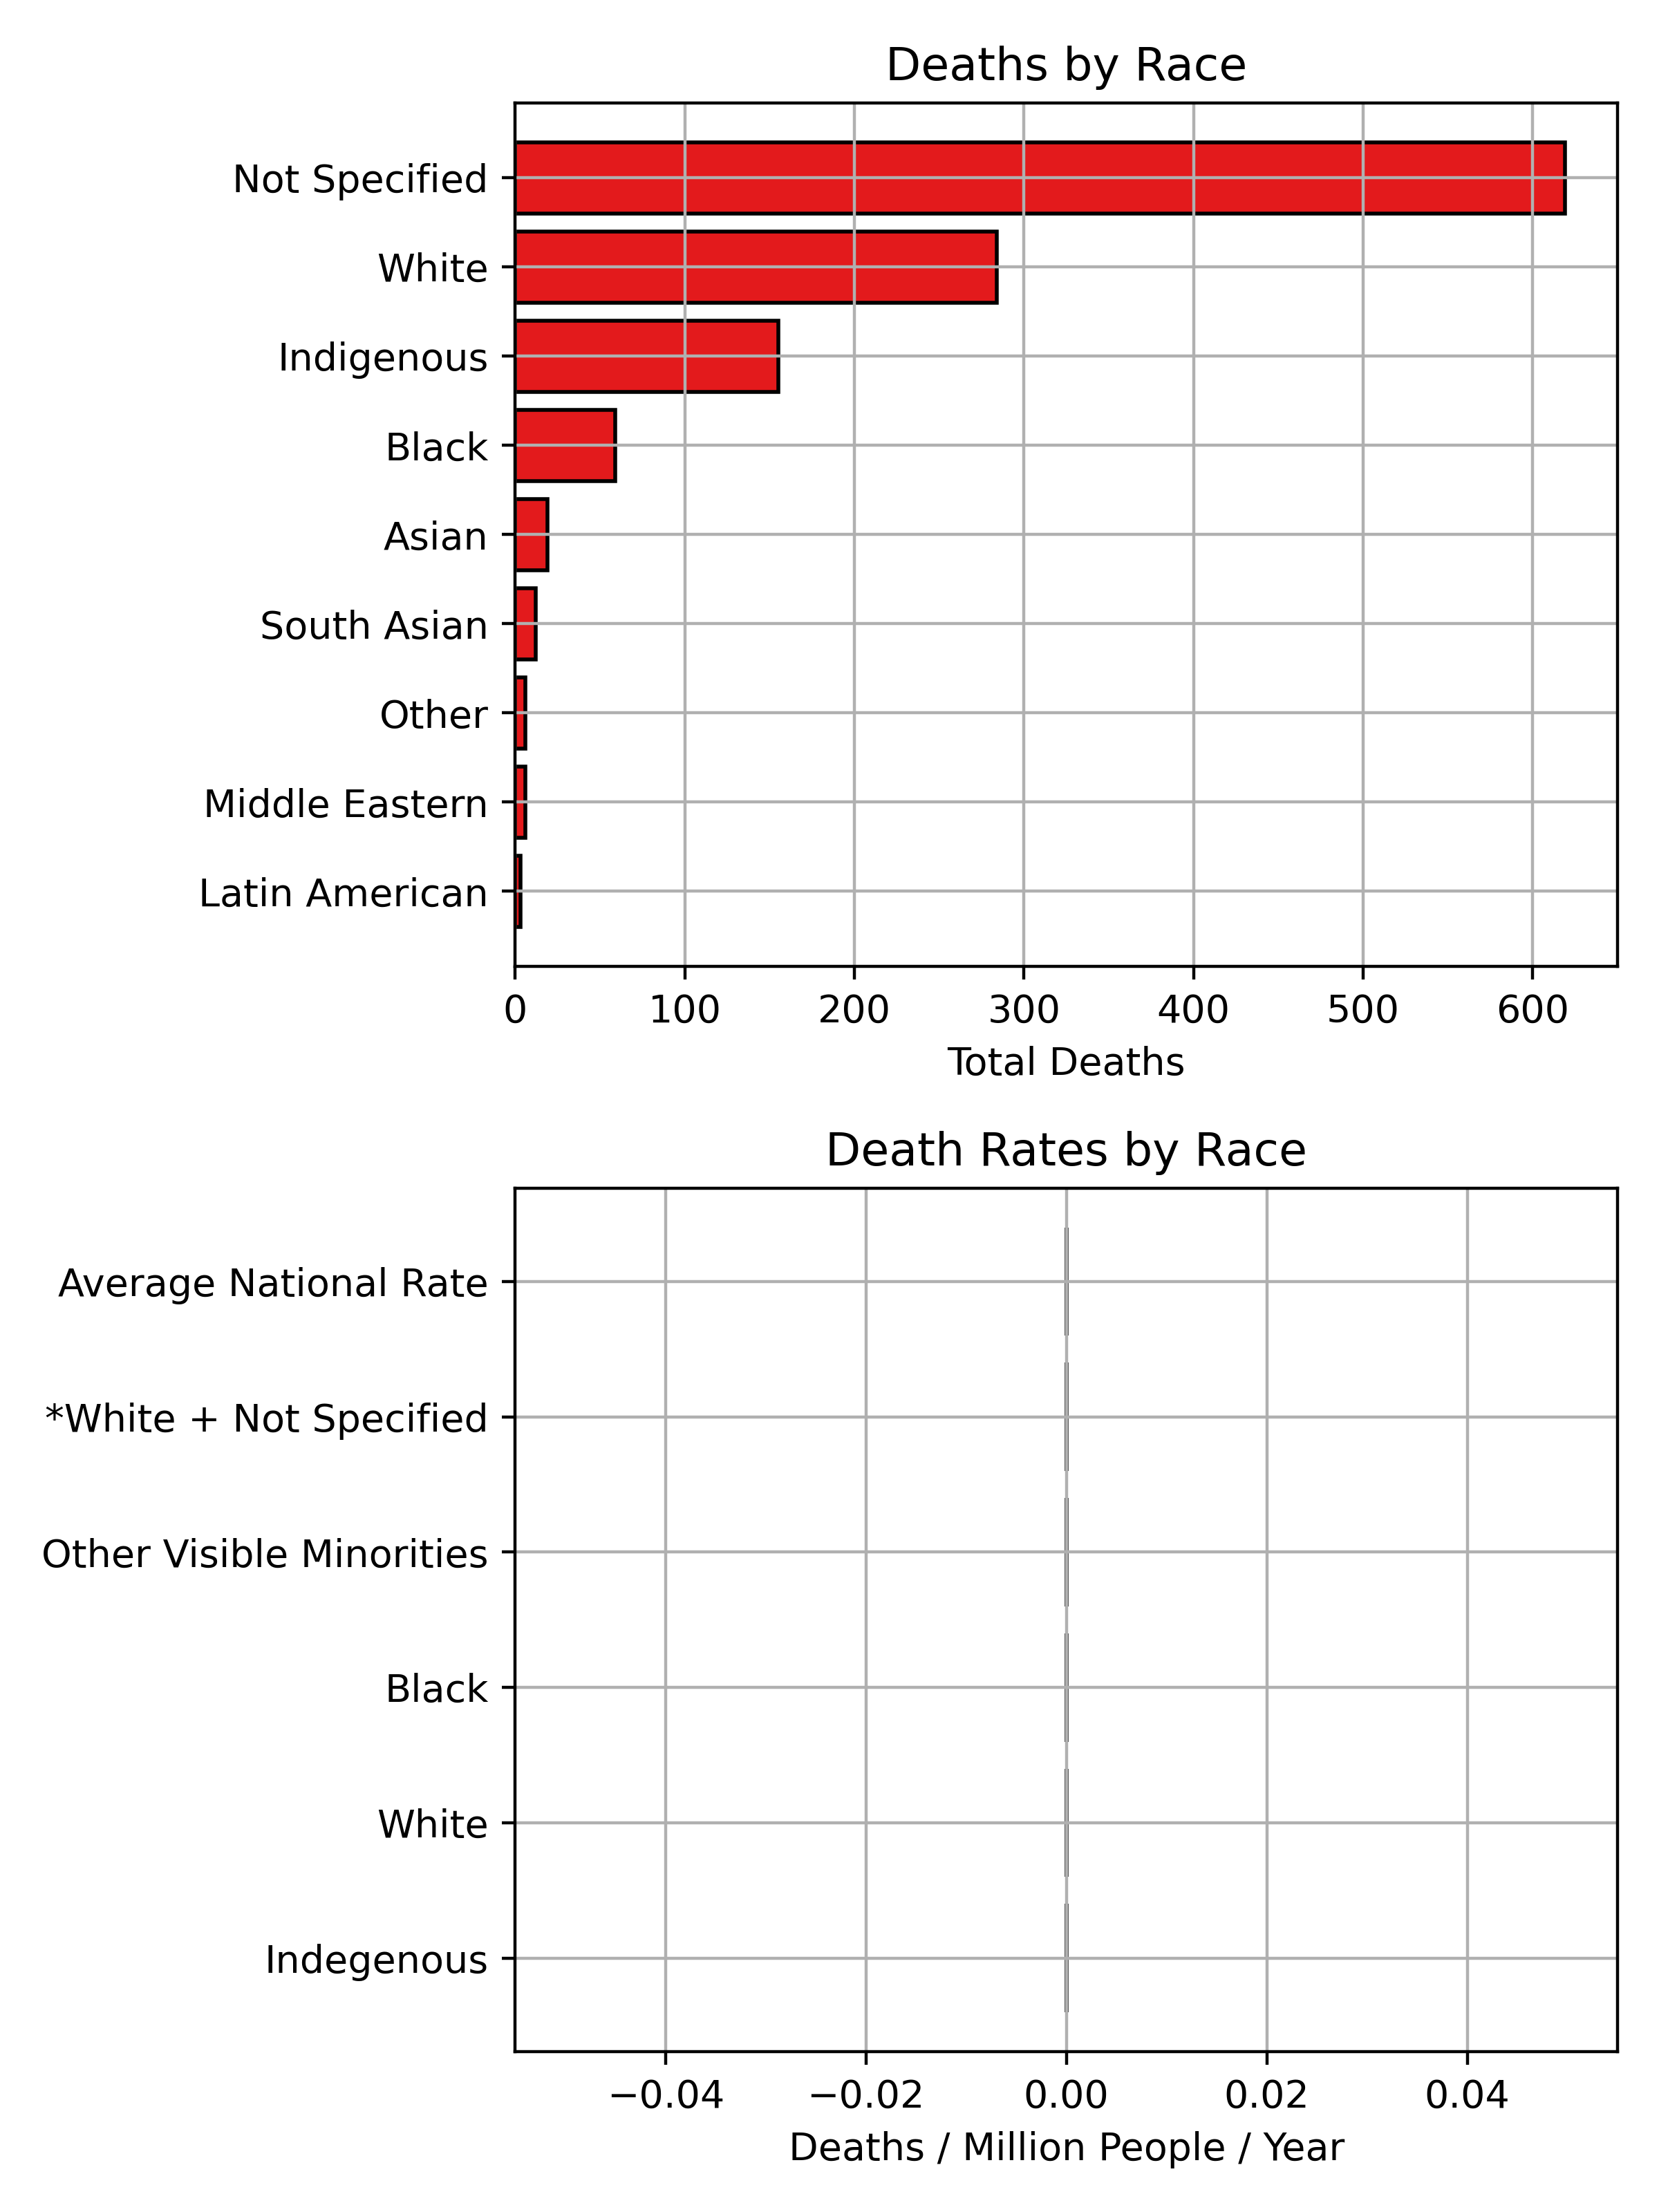 Deaths by Race
Not Specified
White
Indigenous
Black
Asian
South Asian
Other
Middle Eastern
Latin American
0 100 200 300 400 500 600
Total Deaths
Death Rates by Race
Average National Rate
*White + Not Specified
Other Visible Minorities
Black
White
Indegenous
−0.04 −0.02 0.00 0.02 0.04
Deaths / Million People / Year